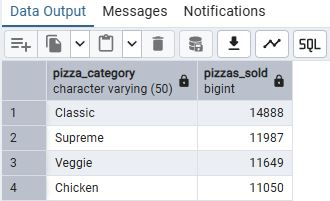 Data Output Messages Notifications
SQL
pizza_category pizzas_sold
character varying (50) bigint
1 Classic 14888
2 Supreme 11987
3 Veggie 11649
4 Chicken 11050